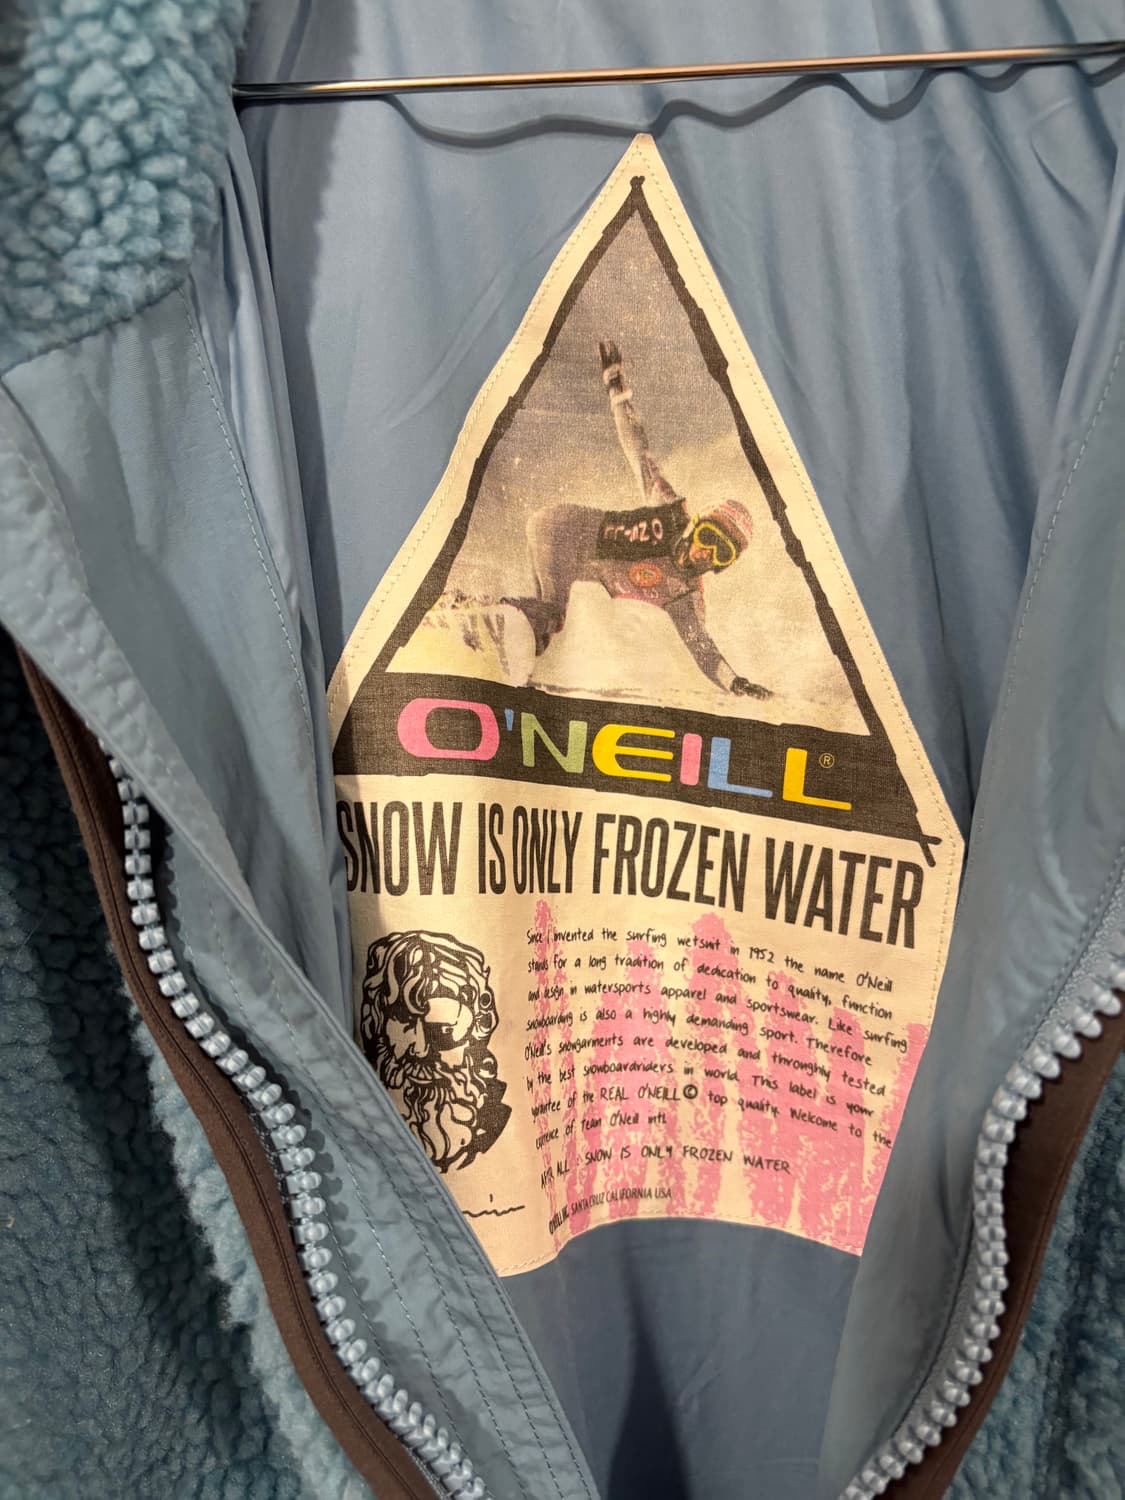 O'NEILL®
SNOW IS ONLY FROZEN WATER
Since I invented the surfing wetsuit in 1952 the name O'Neill
stands for a long tradition of dedication to quality, function
and design in watersports apparel and sportswear. Like surfing
snowboarding is also a highly demanding sport. Therefore
O'Neill's snowgarments are developed and throughly tested
by the best snowboardriders in world. This label is your
of the REAL O'NEILL © top quality. Welcome to the
of Team O'Neill intl.
AFTER ALL : SNOW IS ONLY FROZEN WATER
O'NEILL INC. SANTA CRUZ CALIFORNIA USA